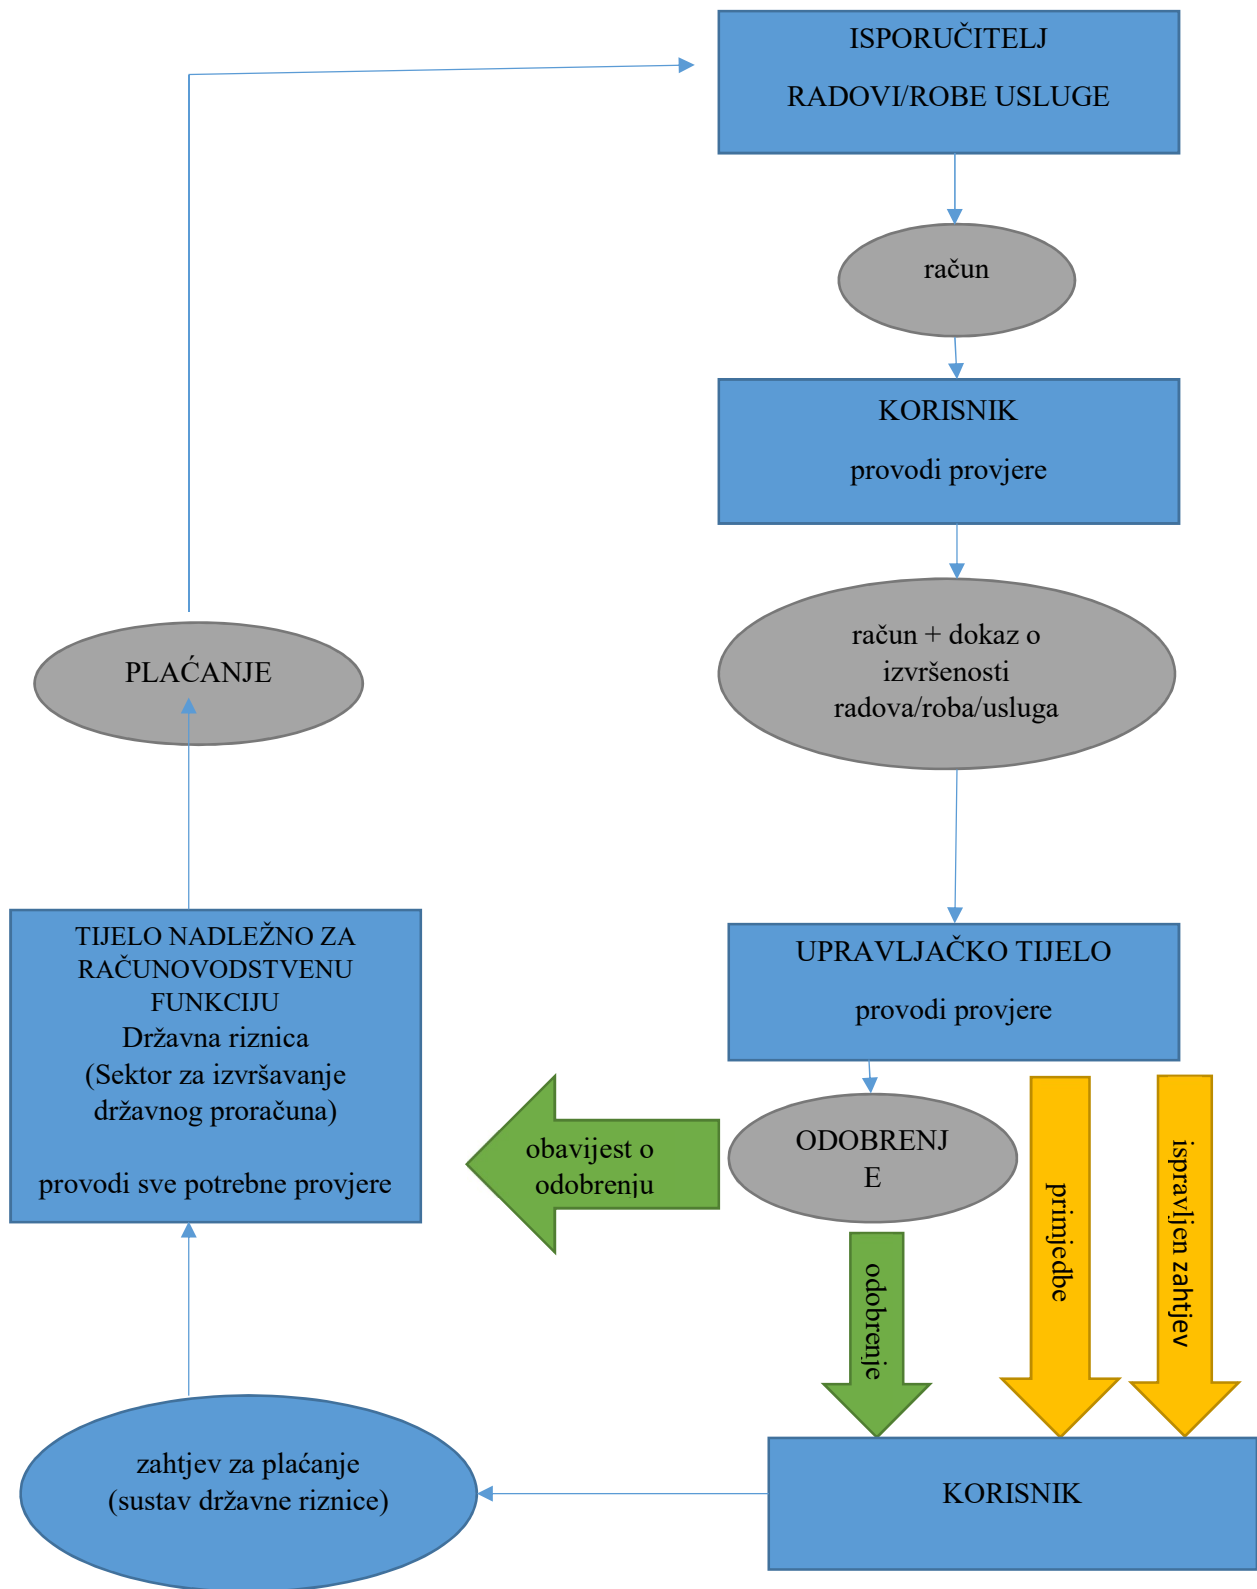 ISPORUČITELJ
RADOVI/ROBE USLUGE
račun
KORISNIK
provodi provjere
račun + dokaz o
izvršenosti
radova/roba/usluga
PLAĆANJE
TIJELO NADLEŽNO ZA
RAČUNOVODSTVENU
FUNKCIJU
Državna riznica
(Sektor za izvršavanje
državnog proračuna)
provodi sve potrebne provjere
UPRAVLJAČKO TIJELO
provodi provjere
obavijest o
odobrenju
ODOBRENJ
E
odobrenje
primjedbe
ispravljen zahtjev
zahtjev za plaćanje
(sustav državne riznice)
KORISNIK